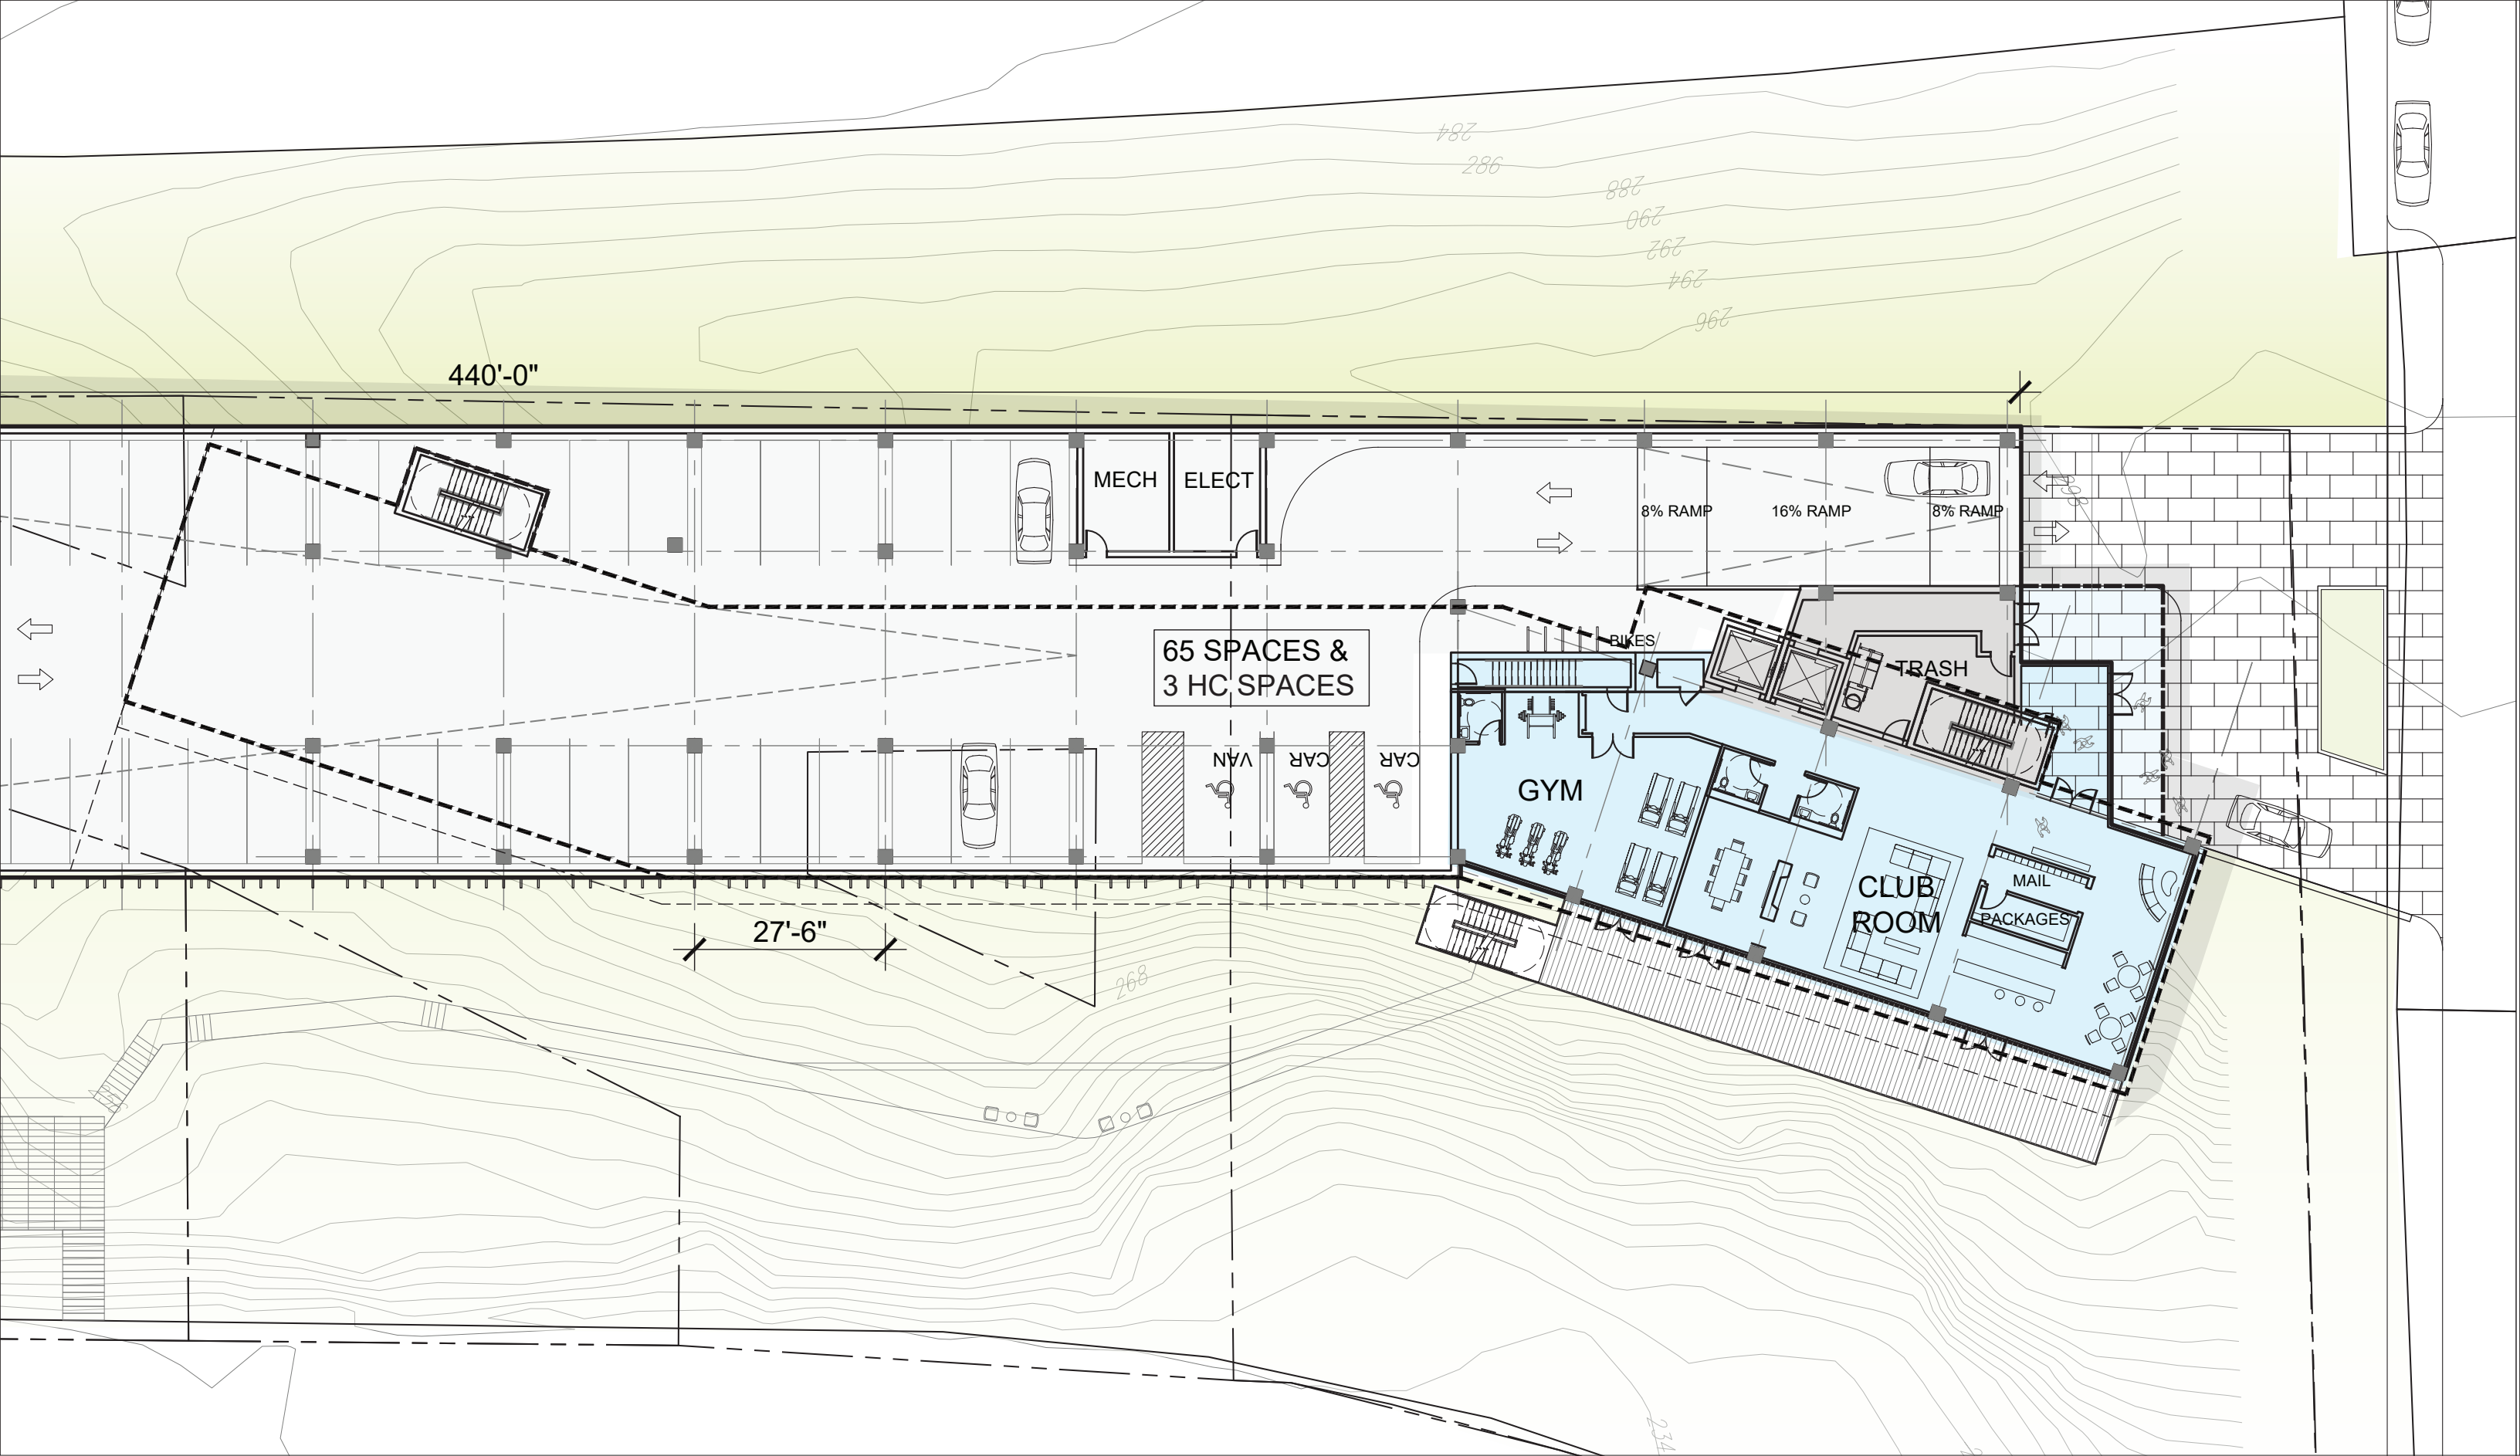 284
286
288
290
292
294
296
440'-0"
MECH
ELECT
298
8% RAMP
16% RAMP
8% RAMP
BIKES
65 SPACES &
3 HC SPACES
TRASH
VAN
CAR
CAR
GYM
MAIL
CLUB
ROOM
PACKAGES
27'-6"
268
234